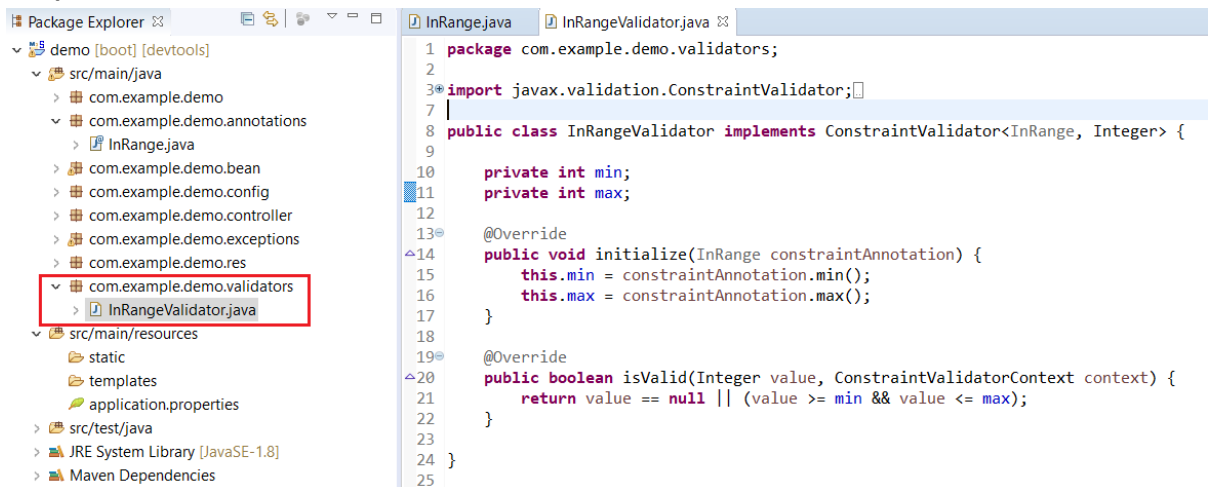 Package Explorer
demo [boot] [devtools]
src/main/java
com.example.demo
com.example.demo.annotations
InRange.java
com.example.demo.bean
com.example.demo.config
com.example.demo.controller
com.example.demo.exceptions
com.example.demo.res
com.example.demo.validators
InRangeValidator.java
src/main/resources
static
templates
application.properties
src/test/java
JRE System Library [JavaSE-1.8]
Maven Dependencies
InRange.java InRangeValidator.java
1 package com.example.demo.validators;
2
3 import javax.validation.ConstraintValidator;
7
8 public class InRangeValidator implements ConstraintValidator<InRange, Integer> {
9
10 private int min;
11 private int max;
12
13 @Override
14 public void initialize(InRange constraintAnnotation) {
15 this.min = constraintAnnotation.min();
16 this.max = constraintAnnotation.max();
17 }
18
19 @Override
20 public boolean isValid(Integer value, ConstraintValidatorContext context) {
21 return value == null || (value >= min && value <= max);
22 }
23
24 }
25